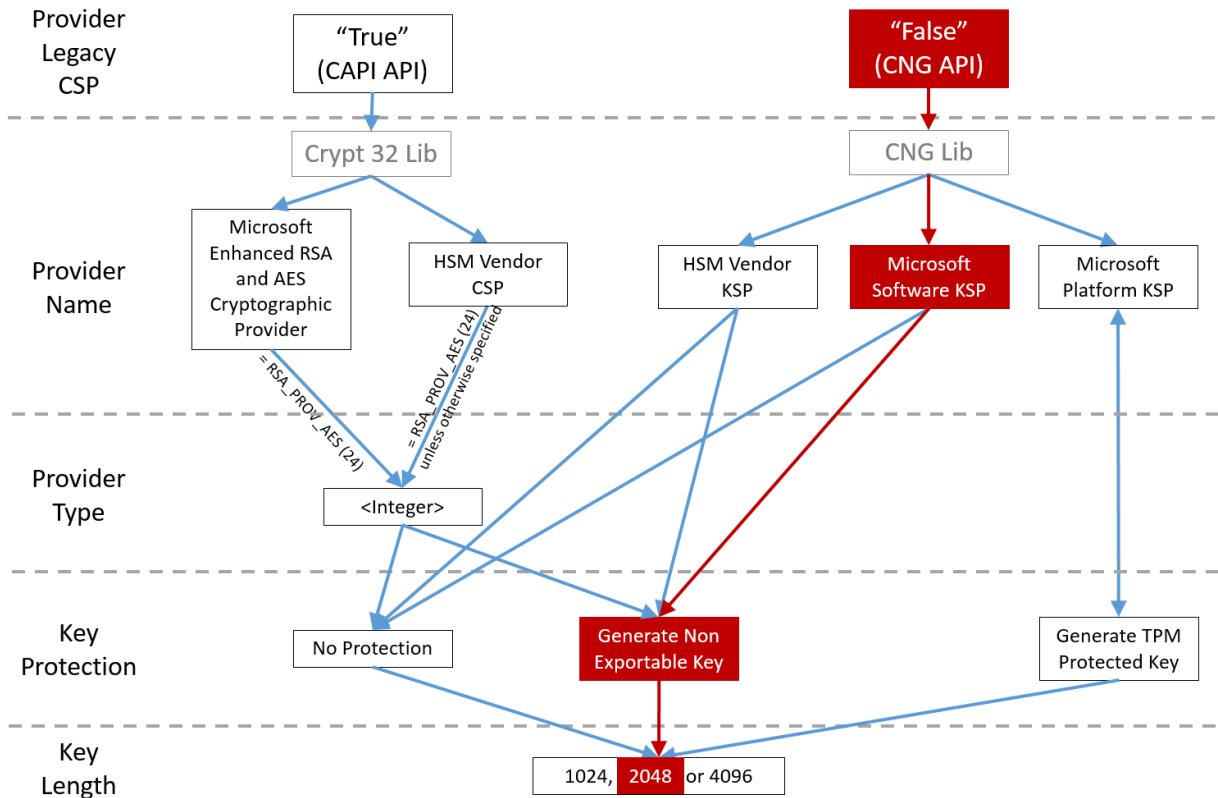 Provider
Legacy
CSP
“True”
(CAPI API)
“False”
(CNG API)
Crypt 32 Lib
CNG Lib
Provider
Name
Microsoft
Enhanced RSA
and AES
Cryptographic
Provider
HSM Vendor
CSP
HSM Vendor
KSP
Microsoft
Software KSP
Microsoft
Platform KSP
= RSA_PROV_AES (24)
= RSA_PROV_AES (24)
unless otherwise specified
Provider
Type
<Integer>
Key
Protection
No Protection
Generate Non
Exportable Key
Generate TPM
Protected Key
Key
Length
1024, 2048 or 4096